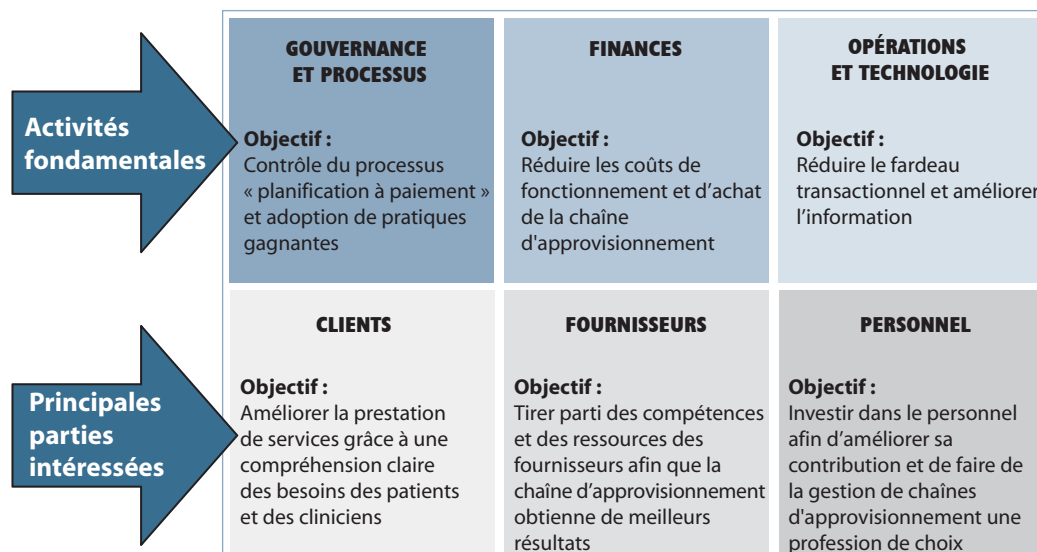 Activités
fondamentales
GOUVERNANCE
ET PROCESSUS
Objectif :
Contrôle du processus
« planification à paiement »
et adoption de pratiques
gagnantes
FINANCES
Objectif :
Réduire les coûts de
fonctionnement et d’achat
de la chaîne
d'approvisionnement
OPÉRATIONS
ET TECHNOLOGIE
Objectif :
Réduire le fardeau
transactionnel et améliorer
l’information
Principales
parties
intéressées
CLIENTS
Objectif :
Améliorer la prestation
de services grâce à une
compréhension claire
des besoins des patients
et des cliniciens
FOURNISSEURS
Objectif :
Tirer parti des compétences
et des ressources des
fournisseurs afin que la
chaîne d’approvisionnement
obtienne de meilleurs
résultats
PERSONNEL
Objectif :
Investir dans le personnel
afin d’améliorer sa
contribution et de faire de
la gestion de chaînes
d'approvisionnement une
profession de choix